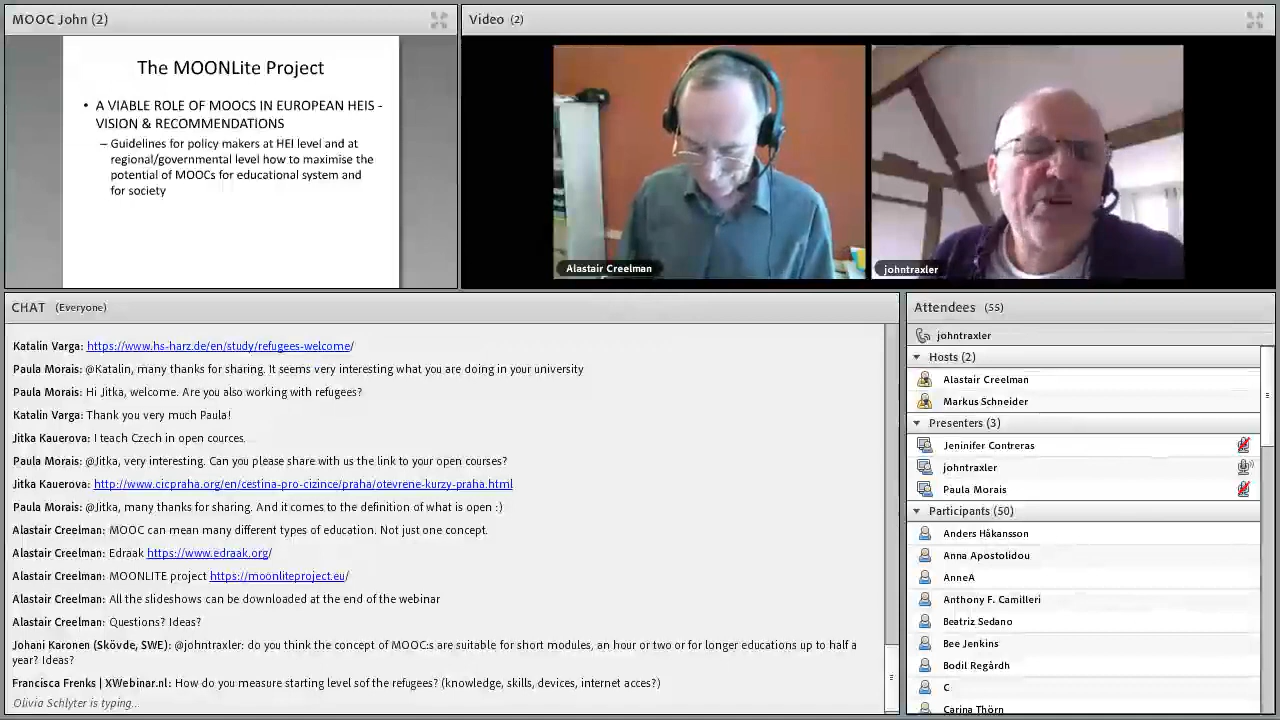 MOOC John (2)
The MOONLite Project
• A VIABLE ROLE OF MOOCS IN EUROPEAN HEIS -
VISION & RECOMMENDATIONS
– Guidelines for policy makers at HEI level and at
regional/governmental level how to maximise the
potential of MOOCs for educational system and
for society
Video (2)
Alastair Creelman
johntraxler
CHAT (Everyone)
Katalin Varga: https://www.hs-harz.de/en/study/refugees-welcome/
Paula Morais: @Katalin, many thanks for sharing. It seems very interesting what you are doing in your university
Paula Morais: Hi Jitka, welcome. Are you also working with refugees?
Katalin Varga: Thank you very much Paula!
Jitka Kauerova: I teach Czech in open cources.
Paula Morais: @Jitka, very interesting. Can you please share with us the link to your open courses?
Jitka Kauerova: http://www.cicpraha.org/en/cestina-pro-cizince/praha/otevrene-kurzy-praha.html
Paula Morais: @Jitka, many thanks for sharing. And it comes to the definition of what is open :)
Alastair Creelman: MOOC can mean many different types of education. Not just one concept.
Alastair Creelman: Edraak https://www.edraak.org/
Alastair Creelman: MOONLITE project https://moonliteproject.eu/
Alastair Creelman: All the slideshows can be downloaded at the end of the webinar
Alastair Creelman: Questions? Ideas?
Johani Karonen (Skövde, SWE): @johntraxler: do you think the concept of MOOC:s are suitable for short modules, an hour or two or for longer educations up to half a
year? Ideas?
Francisca Frenks | XWebinar.nl: How do you measure starting level sof the refugees? (knowledge, skills, devices, internet acces?)
Olivia Schlyter is typing...
Attendees (55)
johntraxler
Hosts (2)
Alastair Creelman
Markus Schneider
Presenters (3)
Jeninifer Contreras
johntraxler
Paula Morais
Participants (50)
Anders Håkansson
Anna Apostolidou
AnneA
Anthony F. Camilleri
Beatriz Sedano
Bee Jenkins
Bodil Regårdh
C
Carina Thörn